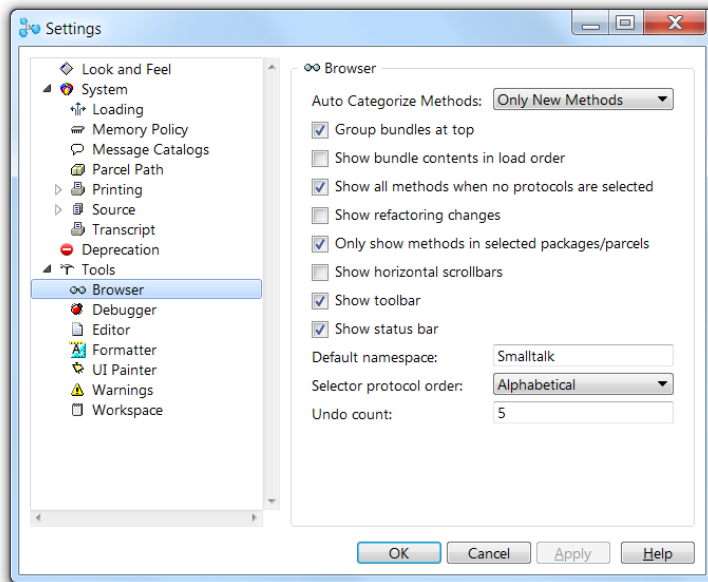 Settings
Look and Feel
System
Loading
Memory Policy
Message Catalogs
Parcel Path
Printing
Source
Transcript
Deprecation
Tools
Browser
Debugger
Editor
Formatter
UI Painter
Warnings
Workspace
Browser
Auto Categorize Methods: Only New Methods
Group bundles at top
Show bundle contents in load order
Show all methods when no protocols are selected
Show refactoring changes
Only show methods in selected packages/parcels
Show horizontal scrollbars
Show toolbar
Show status bar
Default namespace: Smalltalk
Selector protocol order: Alphabetical
Undo count: 5
OK Cancel Apply Help